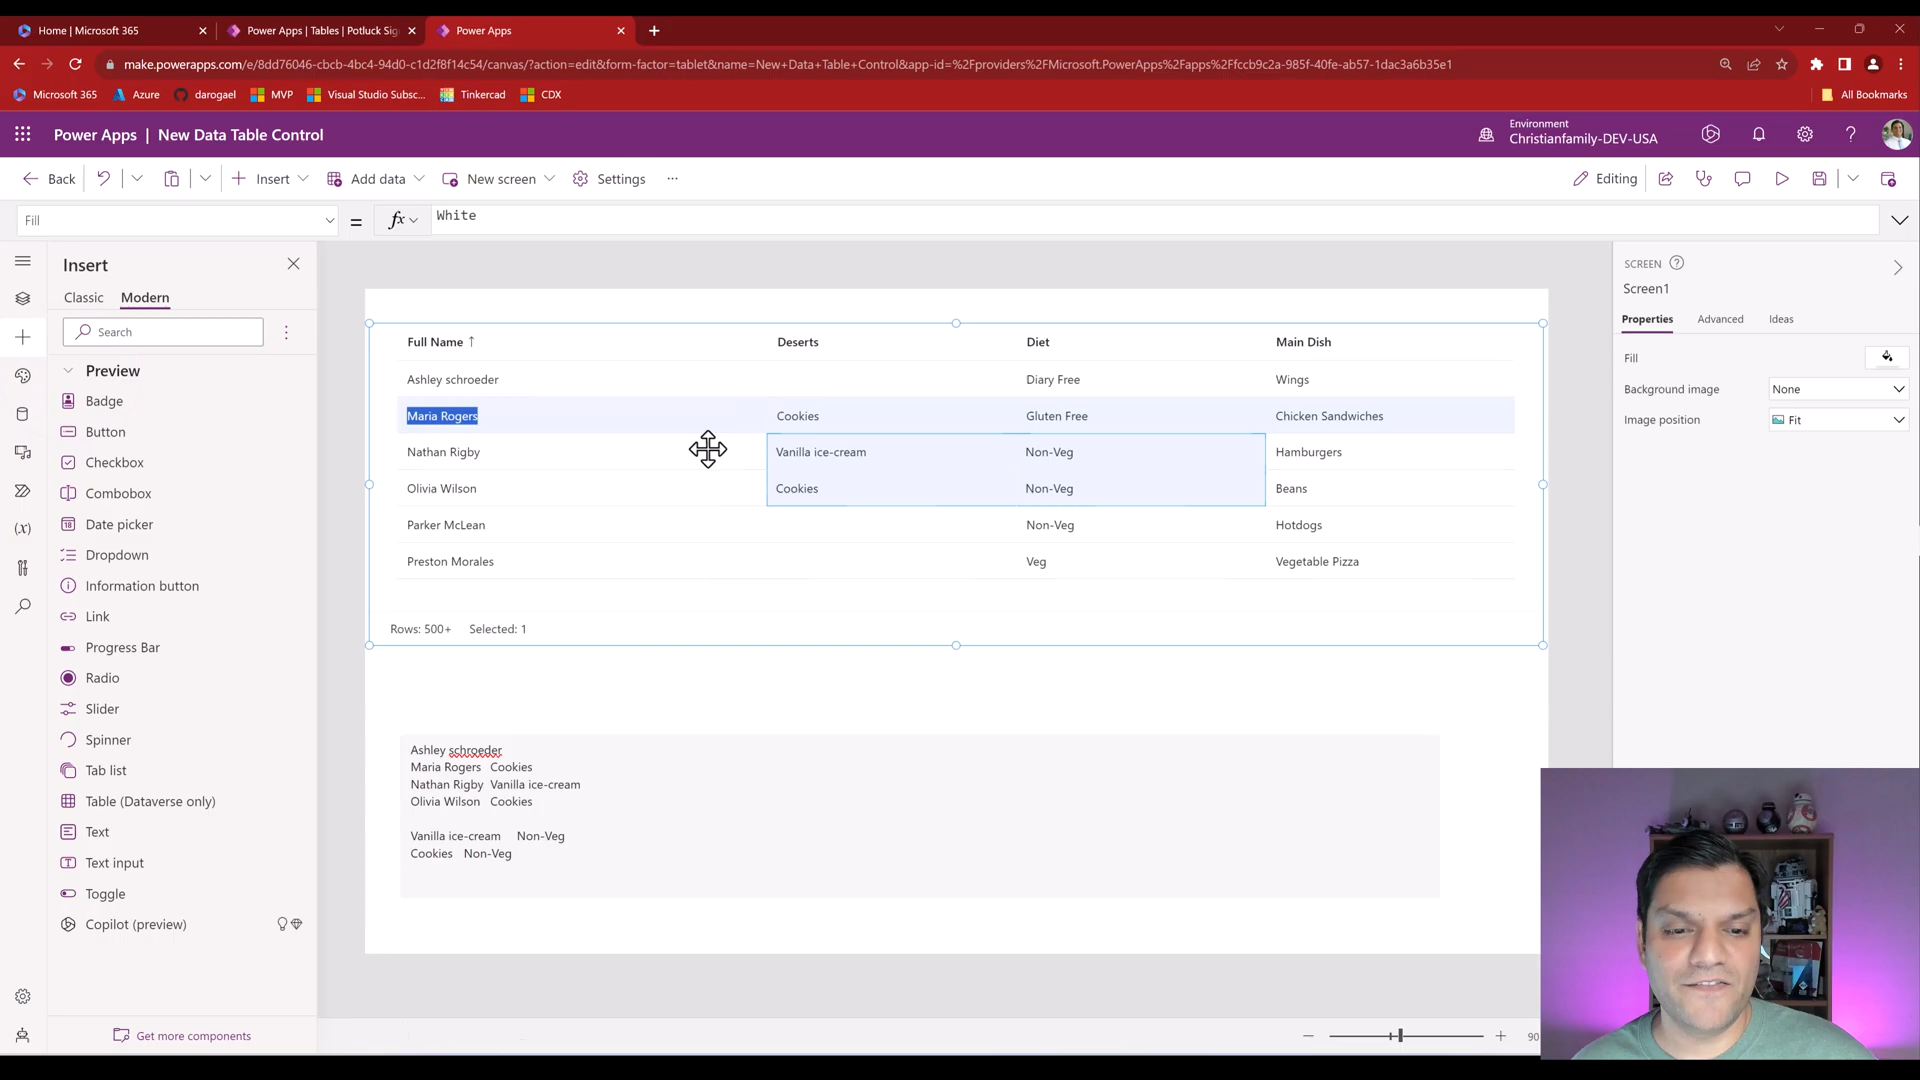 Home | Microsoft 365
Power Apps | Tables | Potluck Sig
Power Apps
make.powerapps.com/e/8dd76046-cbcb-4bc4-94d0-c1d2f8f14c54/canvas/?action=edit&form-factor=tablet&name=New+Data+Table+Control&app-id=%2Fproviders%2FMicrosoft.PowerApps%2Fapps%2Ffccb9c2a-985f-40fe-ab57-1dac3a6b35e1
Microsoft 365 Azure darogael MVP Visual Studio Subsc... Tinkercad CDX All Bookmarks
Power Apps | New Data Table Control
Environment
Christianfamily-DEV-USA
Back Insert Add data New screen Settings ... Editing
Fill = fx White
Insert
Classic Modern
Search
Preview
Badge
Button
Checkbox
Combobox
Date picker
Dropdown
Information button
Link
Progress Bar
Radio
Slider
Spinner
Tab list
Table (Dataverse only)
Text
Text input
Toggle
Copilot (preview)
Get more components
Full Name ↑ Deserts Diet Main Dish
Ashley schroeder Diary Free Wings
Maria Rogers Cookies Gluten Free Chicken Sandwiches
Nathan Rigby Vanilla ice-cream Non-Veg Hamburgers
Olivia Wilson Cookies Non-Veg Beans
Parker McLean Non-Veg Hotdogs
Preston Morales Veg Vegetable Pizza
Rows: 500+ Selected: 1
Ashley schroeder
Maria Rogers Cookies
Nathan Rigby Vanilla ice-cream
Olivia Wilson Cookies
Vanilla ice-cream Non-Veg
Cookies Non-Veg
90
SCREEN
Screen1
Properties Advanced Ideas
Fill
Background image None
Image position Fit